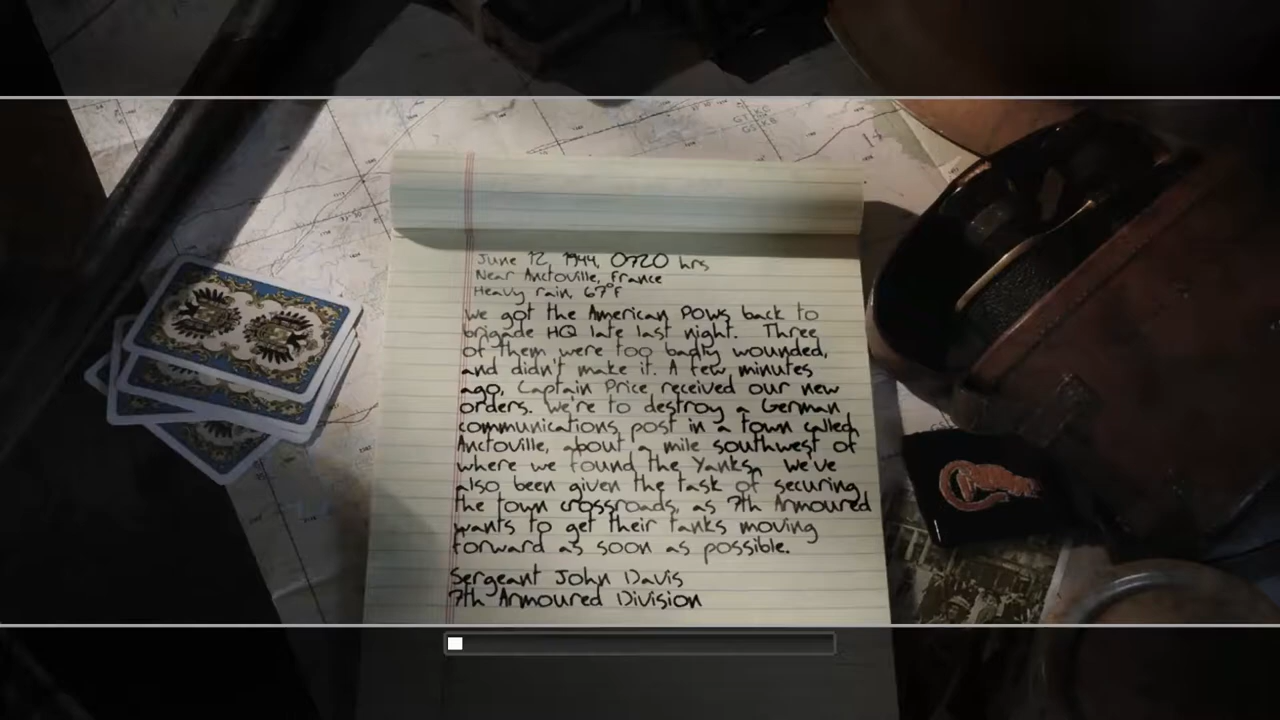 June 12, 1944, 0720 hrs
Near Anctoville, France
Heavy rain, 67°F
we got the American POWs back to
brigade HQ late last night. Three
of them were too badly wounded,
and didn't make it. A few minutes
ago, Captain Price received our new
orders. We're to destroy a German
communications post in a town called
Anctoville, about a mile southwest of
where we found the Yanks. We've
also been given the task of securing
the town crossroads, as 7th Armoured
wants to get their tanks moving
forward as soon as possible.
Sergeant John Davis
7th Armoured Division